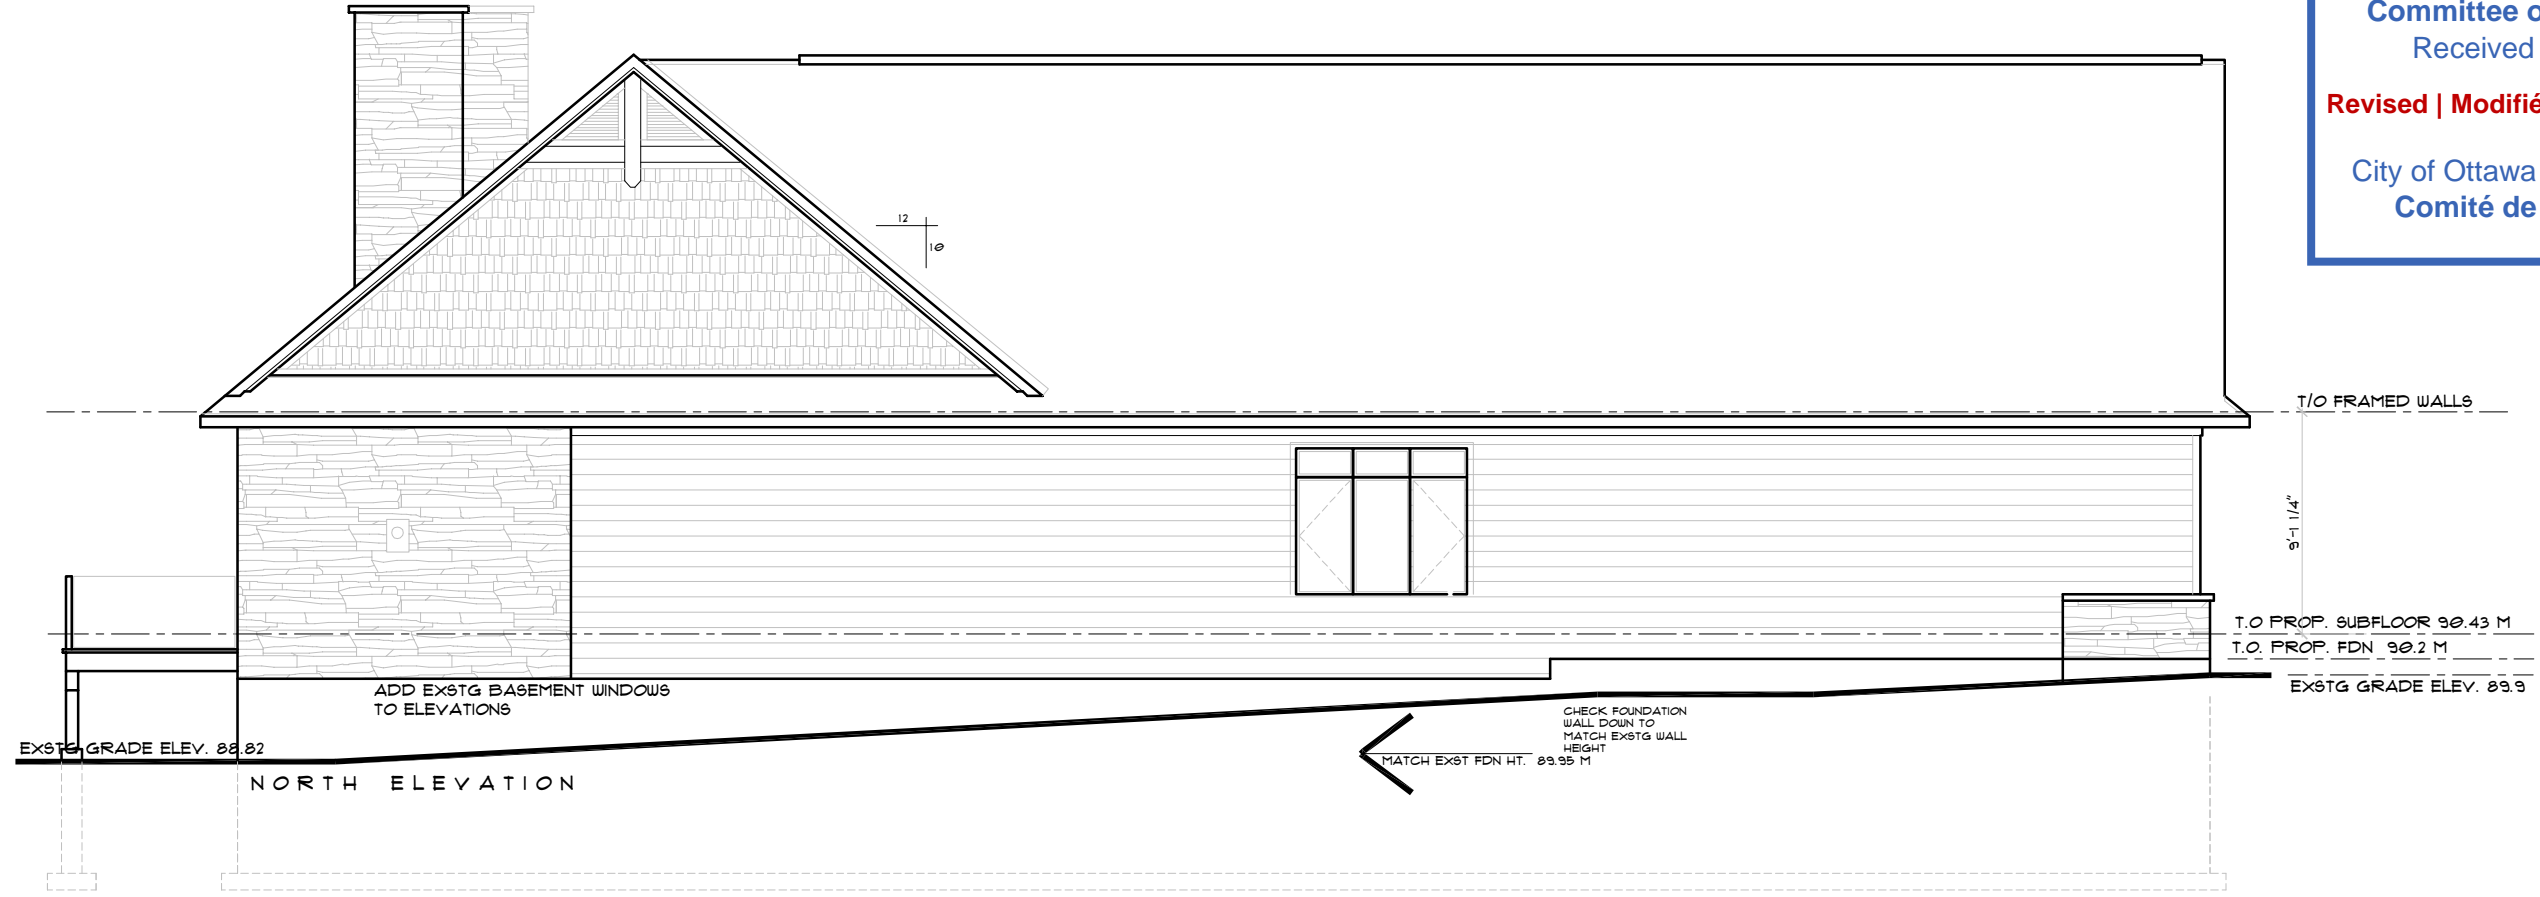 Committee o
Received
Revised | Modifié
City of Ottawa
Comité de
12
10
T/O FRAMED WALLS
9'-1 1/4"
T.O PROP. SUBFLOOR 90.43 M
T.O. PROP. FDN 90.2 M
EXSTG GRADE ELEV. 89.9
ADD EXSTG BASEMENT WINDOWS
TO ELEVATIONS
CHECK FOUNDATION
WALL DOWN TO
MATCH EXSTG WALL
HEIGHT
MATCH EXST FDN HT. 89.95 M
EXSTG GRADE ELEV. 88.82
NORTH ELEVATION